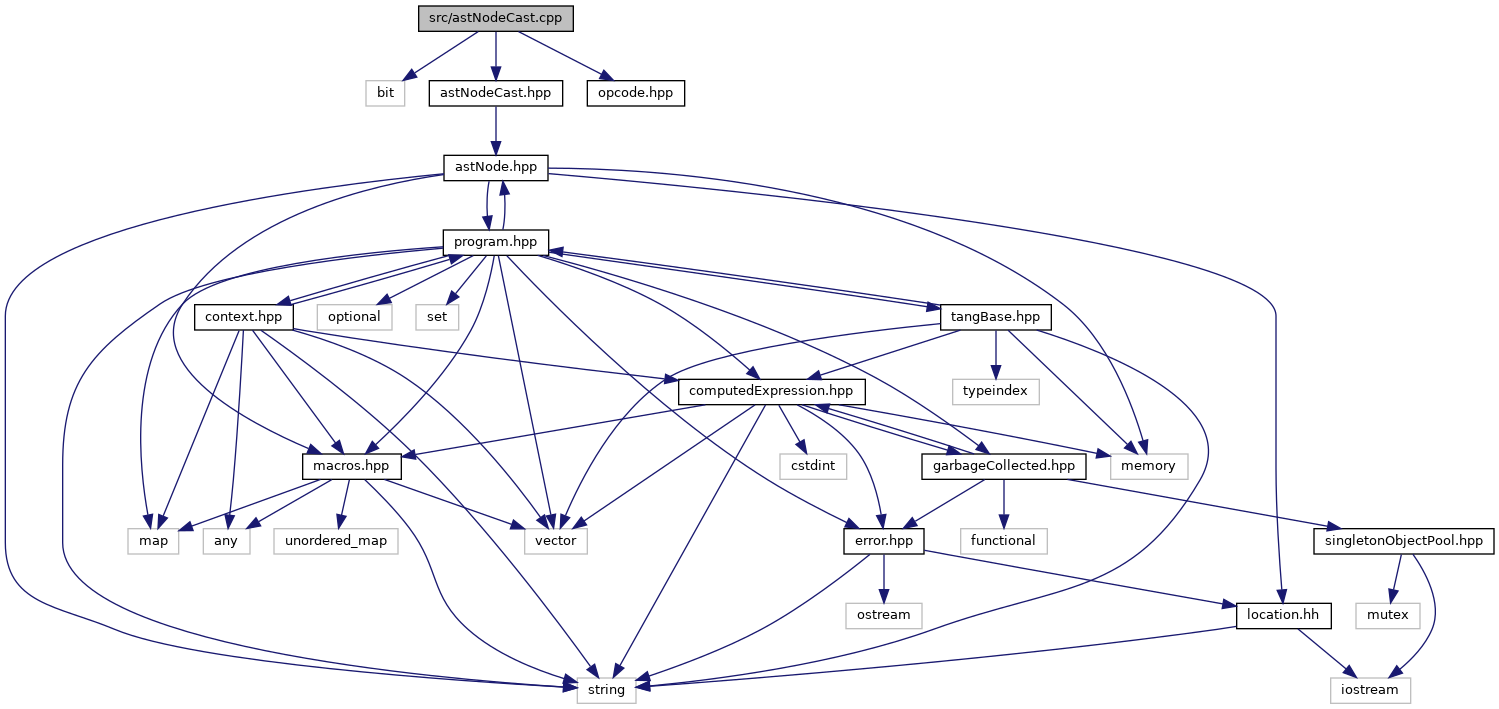 src/astNodeCast.cpp
bit
astNodeCast.hpp
opcode.hpp
astNode.hpp
program.hpp
context.hpp
optional
set
tangBase.hpp
computedExpression.hpp
typeindex
macros.hpp
cstdint
garbageCollected.hpp
memory
map
any
unordered_map
vector
error.hpp
functional
singletonObjectPool.hpp
ostream
location.hh
mutex
string
iostream